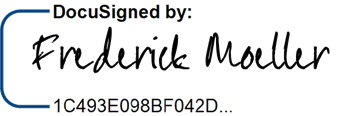 DocuSigned by:
Frederick Moeller
1C493E098BF042D...